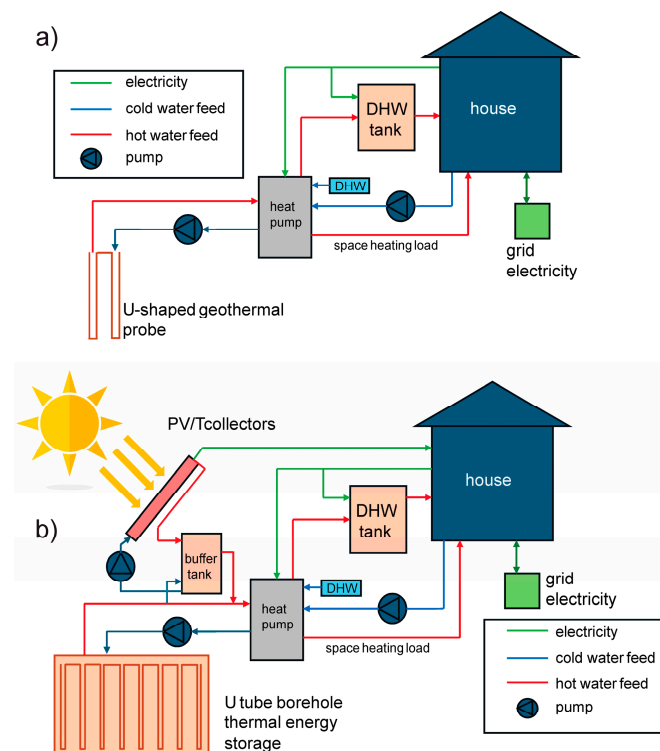 a)
electricity
cold water feed
hot water feed
pump
DHW
tank
house
heat
pump
DHW
space heating load
grid
electricity
U-shaped geothermal
probe
PV/Tcollectors
b)
house
DHW
tank
buffer
tank
heat
pump
DHW
space heating load
grid
electricity
electricity
cold water feed
hot water feed
pump
U tube borehole
thermal energy
storage